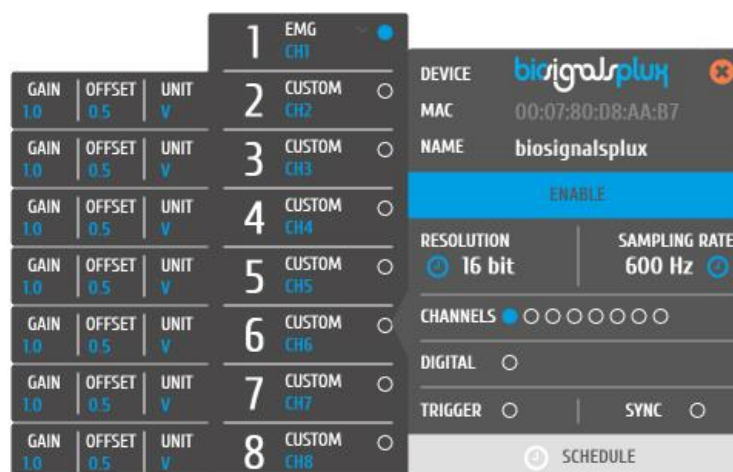 1 EMG
CH1
GAIN OFFSET UNIT 2 CUSTOM
1.0 0.5 V CH2
GAIN OFFSET UNIT 3 CUSTOM
1.0 0.5 V CH3
GAIN OFFSET UNIT 4 CUSTOM
1.0 0.5 V CH4
GAIN OFFSET UNIT 5 CUSTOM
1.0 0.5 V CH5
GAIN OFFSET UNIT 6 CUSTOM
1.0 0.5 V CH6
GAIN OFFSET UNIT 7 CUSTOM
1.0 0.5 V CH7
GAIN OFFSET UNIT 8 CUSTOM
1.0 0.5 V CH8
DEVICE biosignalsplux
MAC 00:07:80:D8:AA:B7
NAME biosignalsplux
ENABLE
RESOLUTION SAMPLING RATE
16 bit 600 Hz
CHANNELS
DIGITAL
TRIGGER SYNC
SCHEDULE